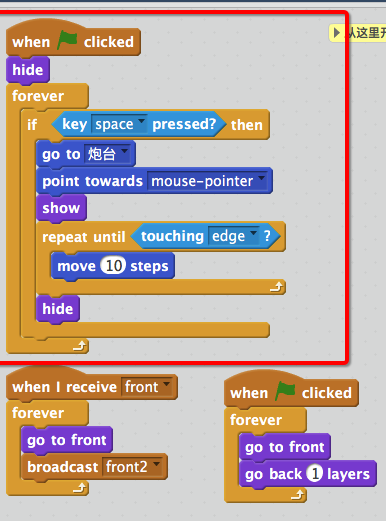 when clicked
从这里开
hide
forever
if key space pressed? then
go to 炮台
point towards mouse-pointer
show
repeat until touching edge ?
move 10 steps
hide
when I receive front
forever
go to front
broadcast front2
when clicked
forever
go to front
go back 1 layers